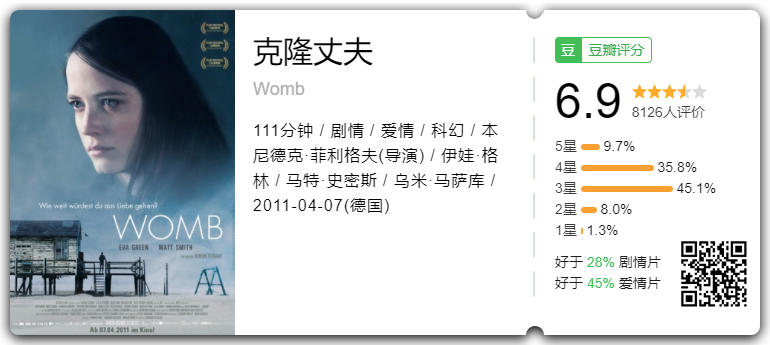 Wie weit würdest du aus Liebe gehen?
WOMB
EVA GREEN MATT SMITH
Ab 07.04.2011 im Kino!
克隆丈夫
Womb
111分钟 / 剧情 / 爱情 / 科幻 / 本
尼德克·菲利格夫(导演) / 伊娃·格
林 / 马特·史密斯 / 乌米·马萨库 /
2011-04-07(德国)
豆 豆瓣评分
6.9
8126人评价
5星 9.7%
4星 35.8%
3星 45.1%
2星 8.0%
1星 1.3%
好于 28% 剧情片
好于 45% 爱情片